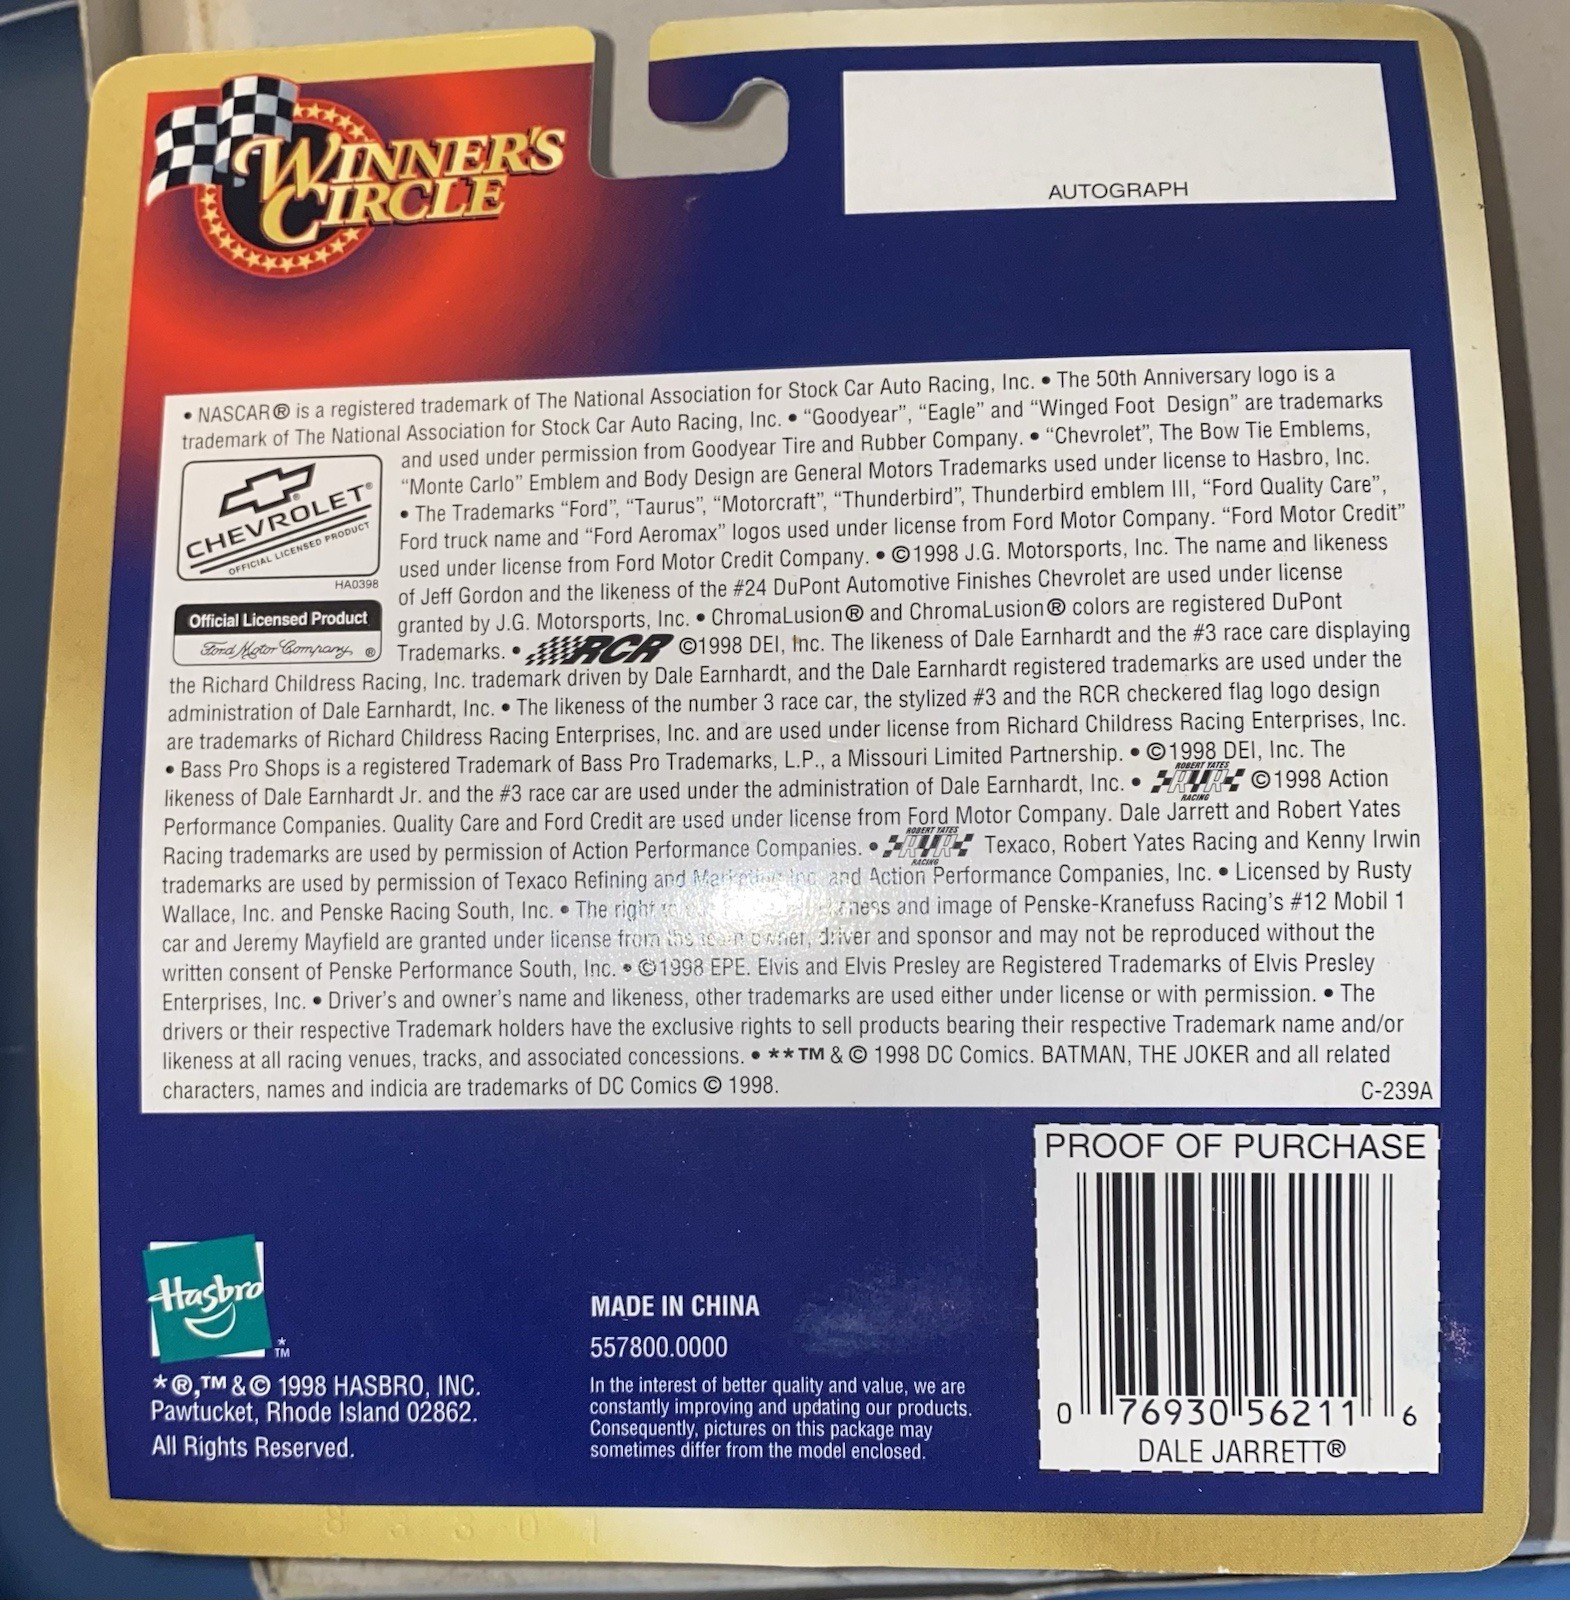 WINNER'S
CIRCLE
AUTOGRAPH
• NASCAR® is a registered trademark of The National Association for Stock Car Auto Racing, Inc. • The 50th Anniversary logo is a
trademark of The National Association for Stock Car Auto Racing, Inc. • “Goodyear”, “Eagle” and “Winged Foot Design” are trademarks
and used under permission from Goodyear Tire and Rubber Company. • “Chevrolet”, The Bow Tie Emblems,
“Monte Carlo” Emblem and Body Design are General Motors Trademarks used under license to Hasbro, Inc.
• The Trademarks “Ford”, “Taurus”, “Motorcraft”, “Thunderbird”, Thunderbird emblem III, “Ford Quality Care”,
Ford truck name and “Ford Aeromax” logos used under license from Ford Motor Company. “Ford Motor Credit”
used under license from Ford Motor Credit Company. • ©1998 J.G. Motorsports, Inc. The name and likeness
of Jeff Gordon and the likeness of the #24 DuPont Automotive Finishes Chevrolet are used under license
granted by J.G. Motorsports, Inc. • ChromaLusion® and ChromaLusion® colors are registered DuPont
Trademarks. • RCR ©1998 DEI, Inc. The likeness of Dale Earnhardt and the #3 race care displaying
CHEVROLET®
OFFICIAL LICENSED PRODUCT
HA0398
Official Licensed Product
Ford Motor Company ®
the Richard Childress Racing, Inc. trademark driven by Dale Earnhardt, and the Dale Earnhardt registered trademarks are used under the
administration of Dale Earnhardt, Inc. • The likeness of the number 3 race car, the stylized #3 and the RCR checkered flag logo design
are trademarks of Richard Childress Racing Enterprises, Inc. and are used under license from Richard Childress Racing Enterprises, Inc.
• Bass Pro Shops is a registered Trademark of Bass Pro Trademarks, L.P., a Missouri Limited Partnership. • ©1998 DEI, Inc. The
likeness of Dale Earnhardt Jr. and the #3 race car are used under the administration of Dale Earnhardt, Inc. • ROBERT YATES RYR RACING ©1998 Action
Performance Companies. Quality Care and Ford Credit are used under license from Ford Motor Company. Dale Jarrett and Robert Yates
Racing trademarks are used by permission of Action Performance Companies. • ROBERT YATES RYR RACING Texaco, Robert Yates Racing and Kenny Irwin
trademarks are used by permission of Texaco Refining and Marketing Inc. and Action Performance Companies, Inc. • Licensed by Rusty
Wallace, Inc. and Penske Racing South, Inc. • The right and image of Penske-Kranefuss Racing's #12 Mobil 1
car and Jeremy Mayfield are granted under license from the team owner, driver and sponsor and may not be reproduced without the
written consent of Penske Performance South, Inc. • ©1998 EPE. Elvis and Elvis Presley are Registered Trademarks of Elvis Presley
Enterprises, Inc. • Driver's and owner's name and likeness, other trademarks are used either under license or with permission. • The
drivers or their respective Trademark holders have the exclusive rights to sell products bearing their respective Trademark name and/or
likeness at all racing venues, tracks, and associated concessions. • **TM & © 1998 DC Comics. BATMAN, THE JOKER and all related
characters, names and indicia are trademarks of DC Comics © 1998.
C-239A
Hasbro
*
TM
*®,TM & © 1998 HASBRO, INC.
Pawtucket, Rhode Island 02862.
All Rights Reserved.
MADE IN CHINA
557800.0000
In the interest of better quality and value, we are
constantly improving and updating our products.
Consequently, pictures on this package may
sometimes differ from the model enclosed.
PROOF OF PURCHASE
0 76930 56211 6
DALE JARRETT®
8 3 3 0 1